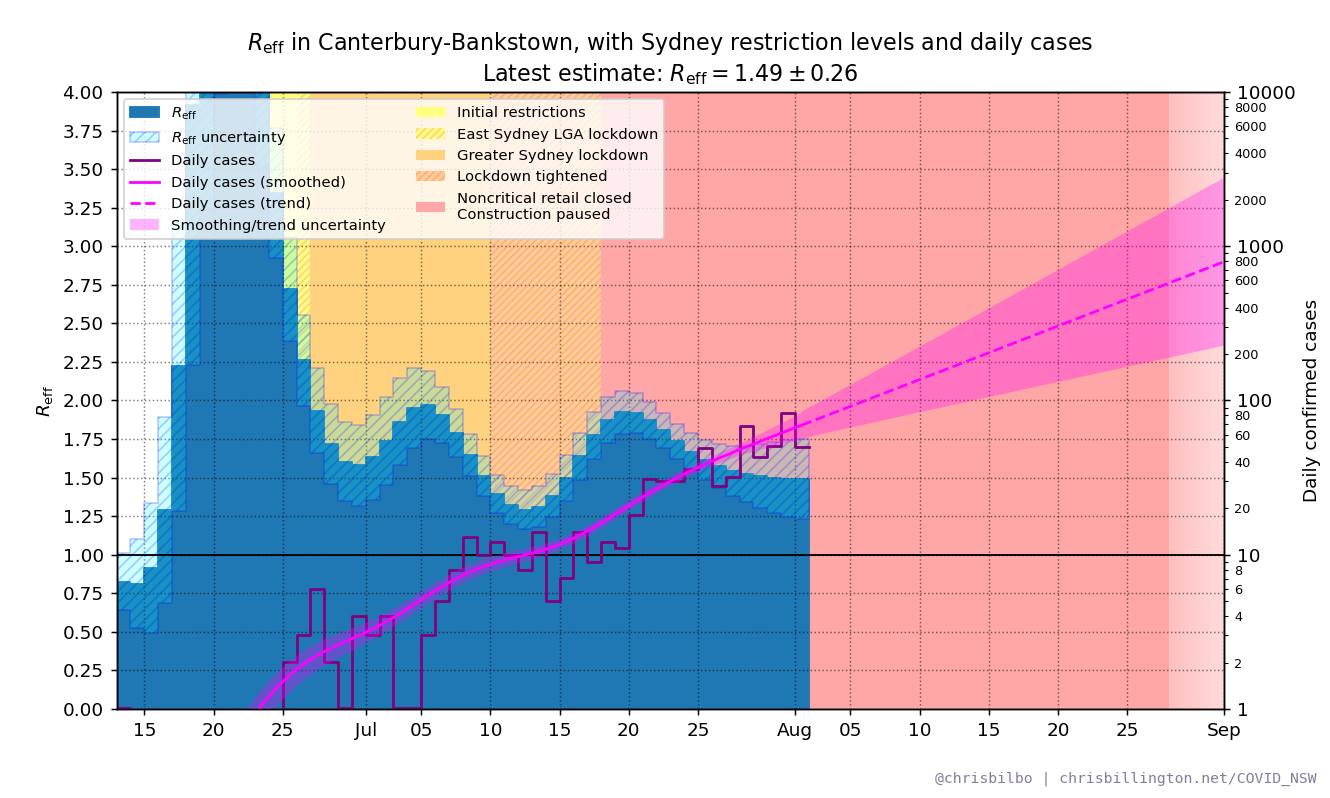 Reff in Canterbury-Bankstown, with Sydney restriction levels and daily cases
Latest estimate: Reff = 1.49 ± 0.26
Reff
Reff uncertainty
Daily cases
Daily cases (smoothed)
Daily cases (trend)
Smoothing/trend uncertainty
Initial restrictions
East Sydney LGA lockdown
Greater Sydney lockdown
Lockdown tightened
Noncritical retail closed
Construction paused
4.00
3.75
3.50
3.25
3.00
2.75
2.50
2.25
2.00
1.75
1.50
1.25
1.00
0.75
0.50
0.25
0.00
Reff
10000
8000
6000
4000
2000
1000
800
600
400
200
100
80
60
40
20
10
8
6
4
2
1
Daily confirmed cases
15 20 25 Jul 05 10 15 20 25 Aug 05 10 15 20 25 Sep
@chrisbilbo | chrisbillington.net/COVID_NSW